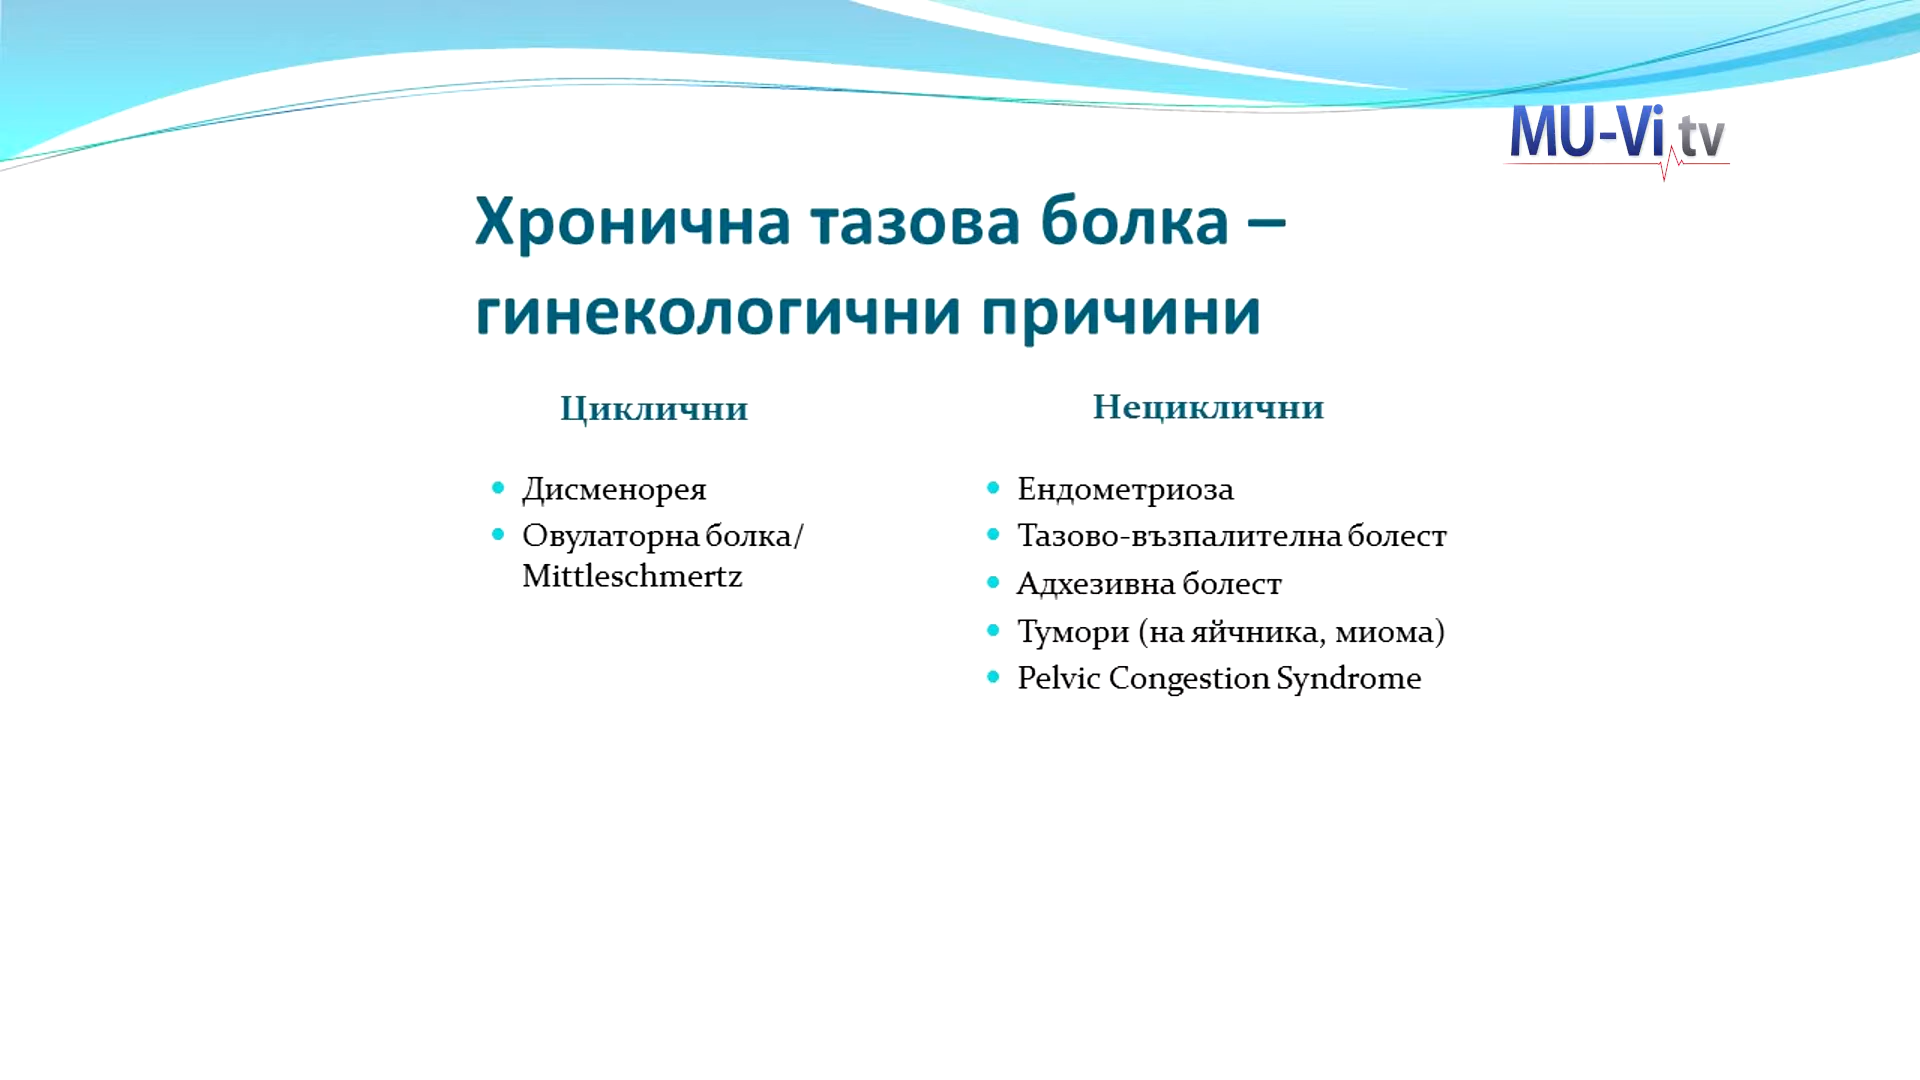 MU-Vi.tv
Хронична тазова болка –
гинекологични причини
Циклични
Дисменорея
Овулаторна болка/
Mittleschmertz
Нециклични
Ендометриоза
Тазово-възпалителна болест
Адхезивна болест
Тумори (на яйчника, миома)
Pelvic Congestion Syndrome